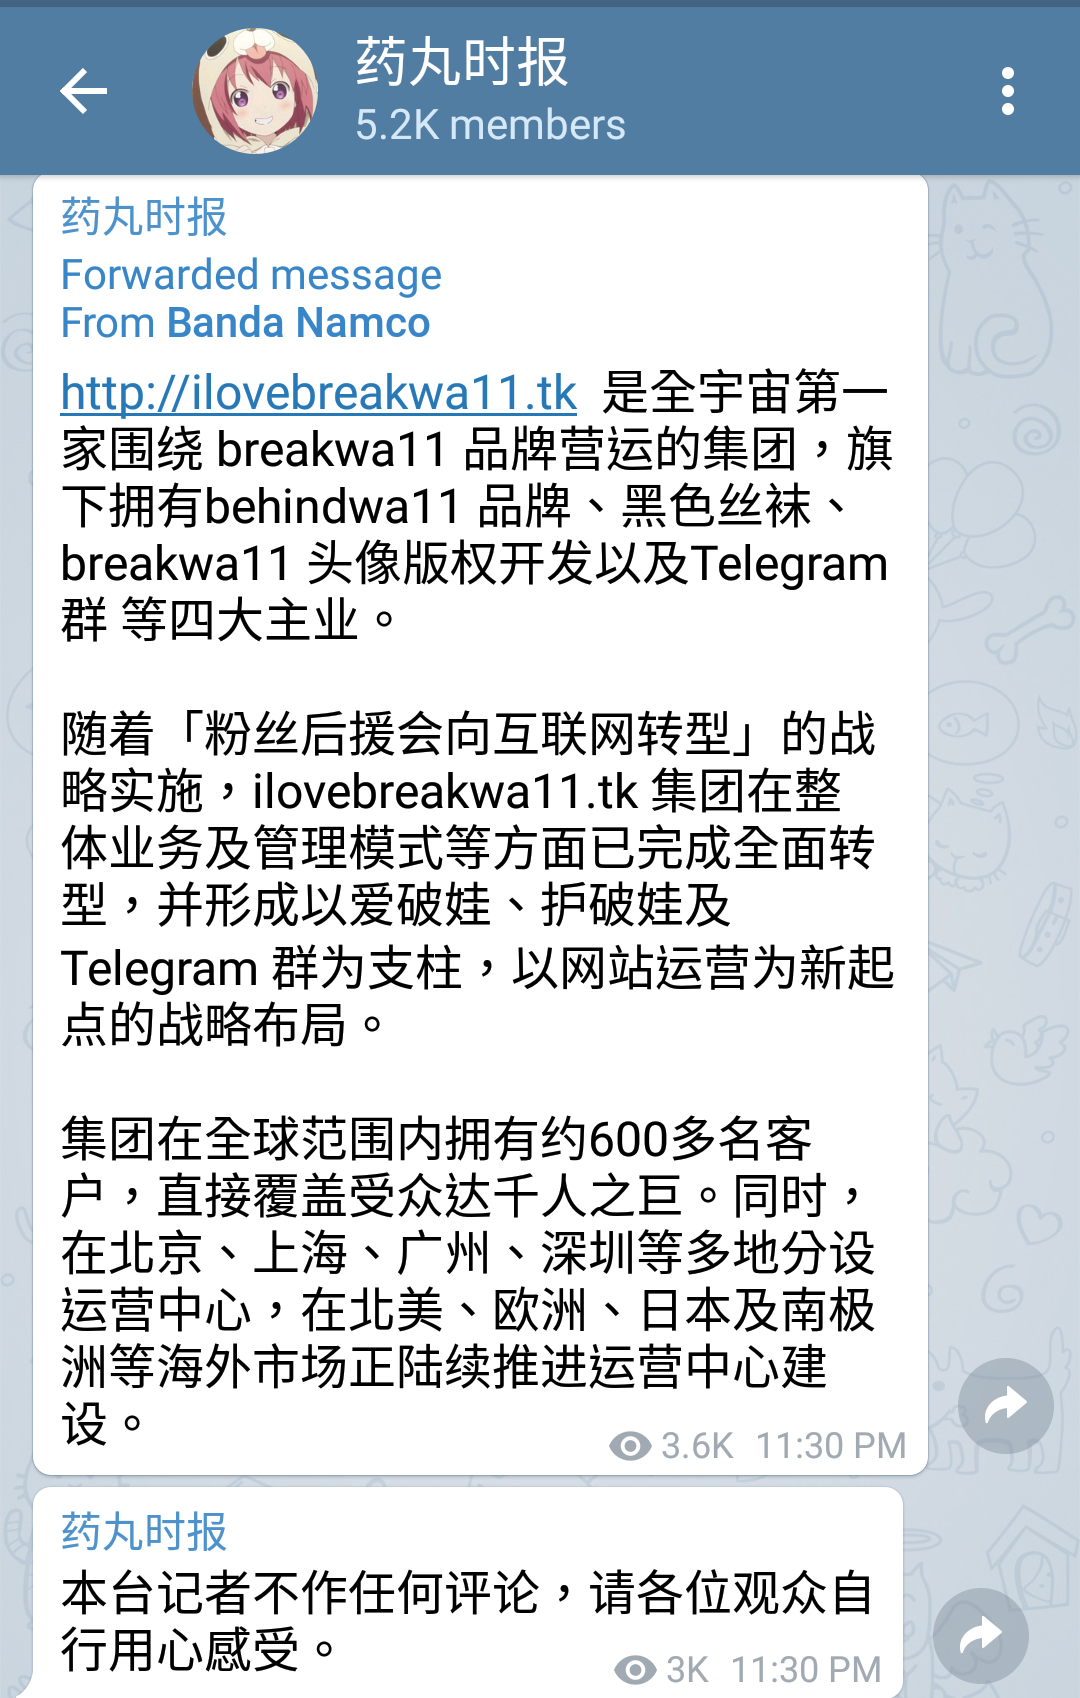 药丸时报
5.2K members
药丸时报
Forwarded message
From Banda Namco
http://ilovebreakwa11.tk 是全宇宙第一
家围绕 breakwa11 品牌营运的集团，旗
下拥有behindwa11 品牌、黑色丝袜、
breakwa11 头像版权开发以及Telegram
群 等四大主业。
随着「粉丝后援会向互联网转型」的战
略实施，ilovebreakwa11.tk 集团在整
体业务及管理模式等方面已完成全面转
型，并形成以爱破娃、护破娃及
Telegram 群为支柱，以网站运营为新起
点的战略布局。
集团在全球范围内拥有约600多名客
户，直接覆盖受众达千人之巨。同时，
在北京、上海、广州、深圳等多地分设
运营中心，在北美、欧洲、日本及南极
洲等海外市场正陆续推进运营中心建
设。
3.6K 11:30 PM
药丸时报
本台记者不作任何评论，请各位观众自
行用心感受。
3K 11:30 PM